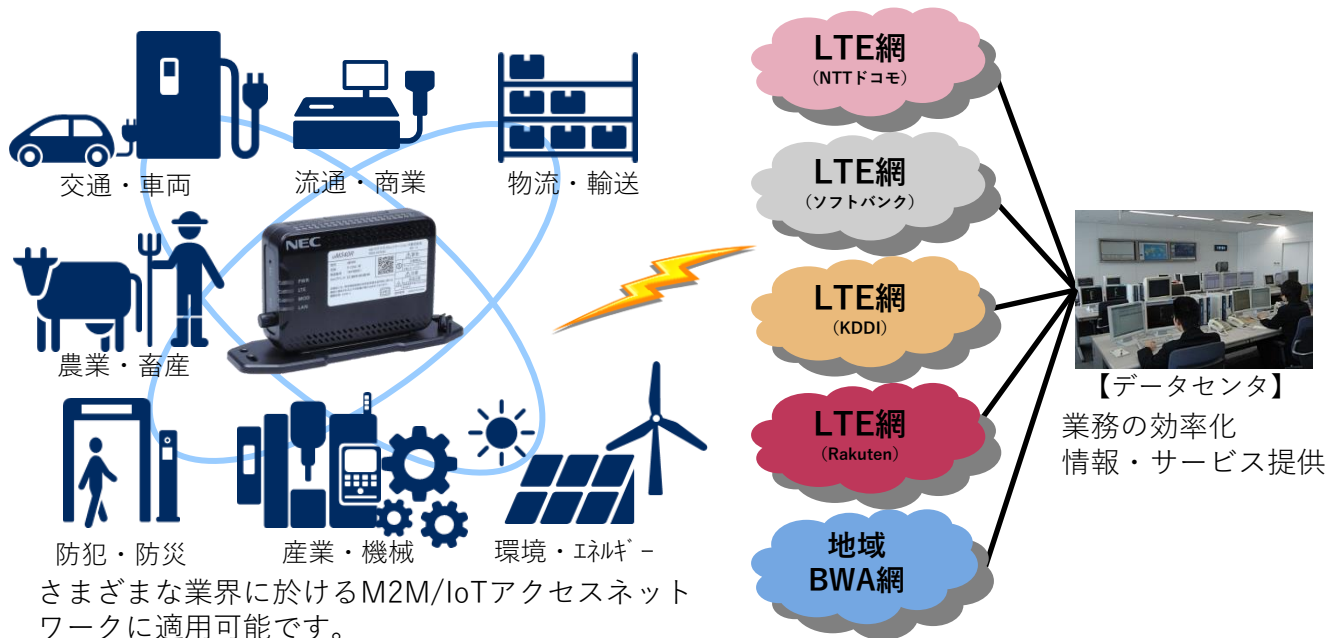 交通・車両
流通・商業
物流・輸送
農業・畜産
NEC
PWR
LTE
MOD
LAN
防犯・防災
産業・機械
環境・ｴﾈﾙｷﾞｰ
さまざまな業界に於けるM2M/IoTアクセスネット
ワークに適用可能です。
LTE網
（NTTドコモ）
LTE網
（ソフトバンク）
LTE網
（KDDI）
LTE網
（Rakuten）
地域
BWA網
【データセンタ】
業務の効率化
情報・サービス提供